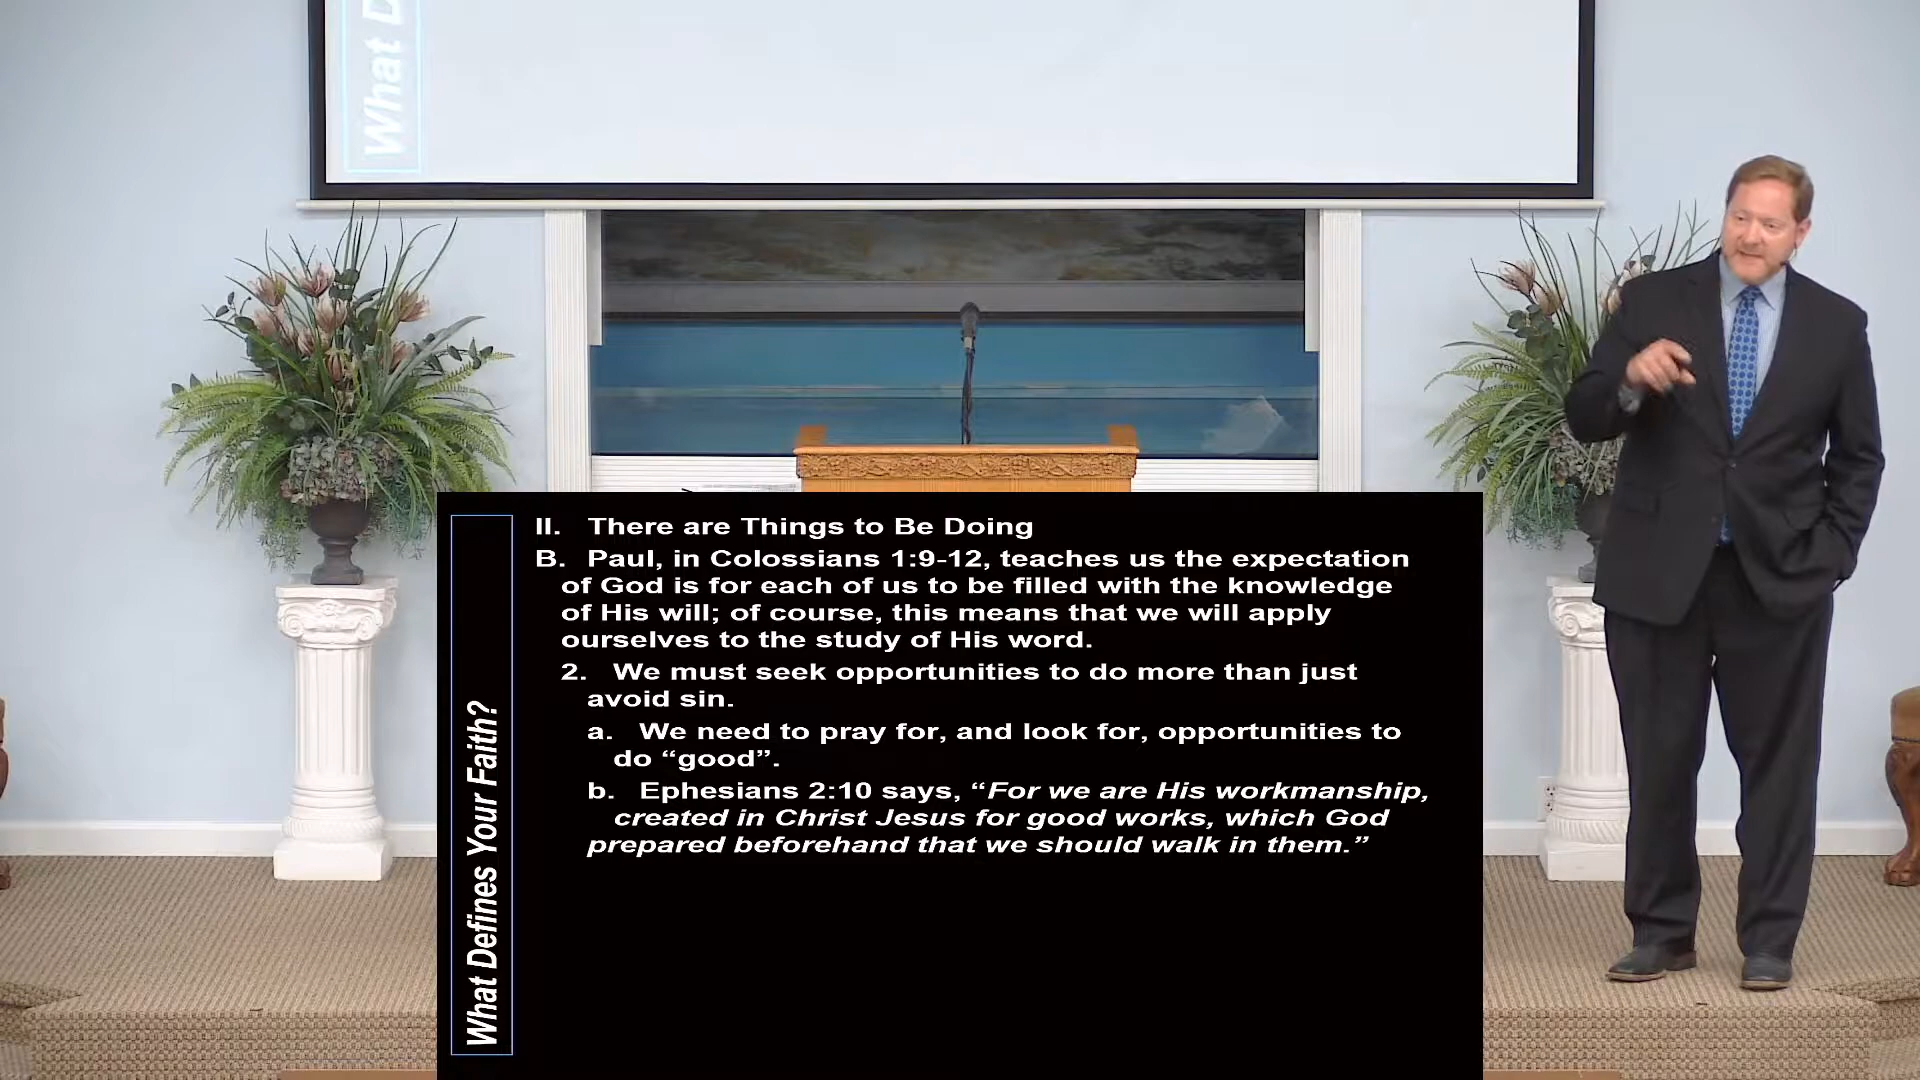 What D
II. There are Things to Be Doing
B. Paul, in Colossians 1:9-12, teaches us the expectation
of God is for each of us to be filled with the knowledge
of His will; of course, this means that we will apply
ourselves to the study of His word.
2. We must seek opportunities to do more than just
avoid sin.
a. We need to pray for, and look for, opportunities to
do “good”.
b. Ephesians 2:10 says, “For we are His workmanship,
created in Christ Jesus for good works, which God
prepared beforehand that we should walk in them.”
What Defines Your Faith?